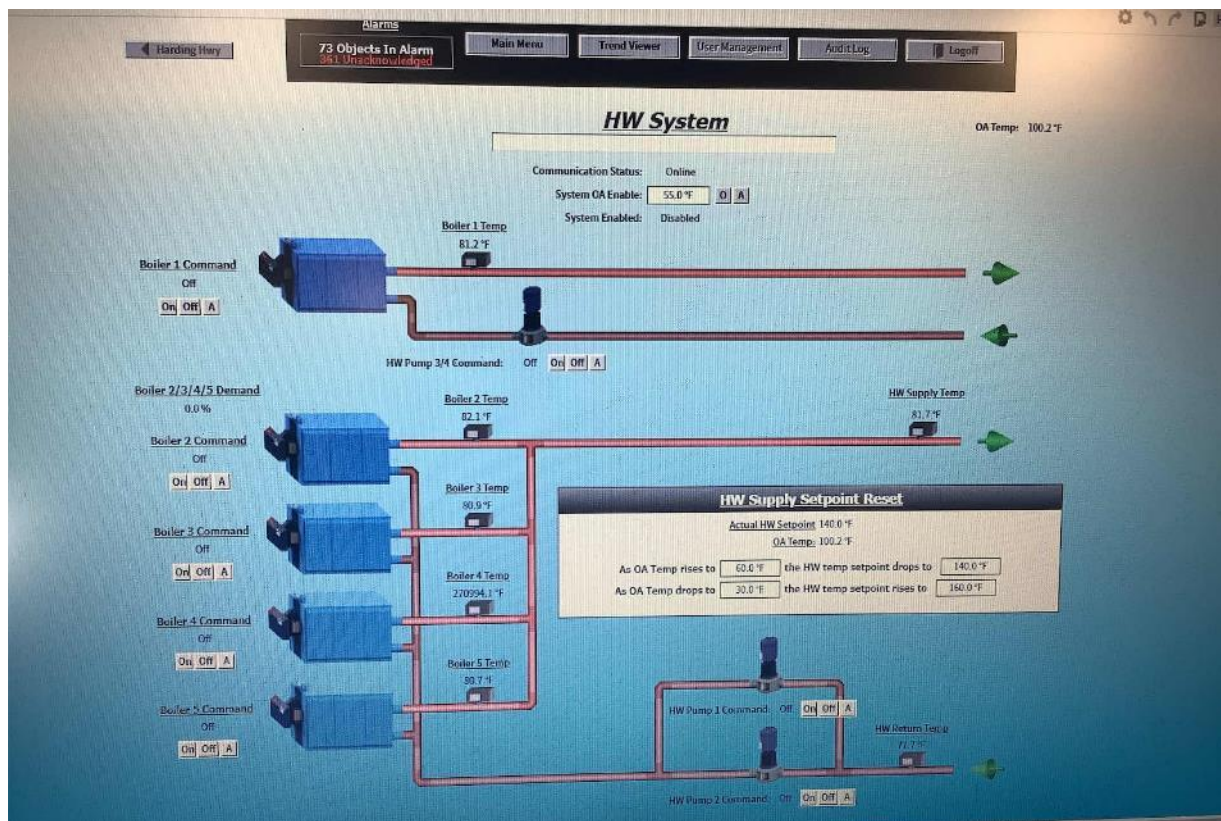 Alarms
Harding Hwy
73 Objects In Alarm
361 Unacknowledged
Main Menu
Trend Viewer
User Management
Audit Log
Logoff
HW System
OA Temp: 100.2 °F
Communication Status: Online
System OA Enable: 55.0 °F O A
System Enabled: Disabled
Boiler 1 Temp
81.2 °F
Boiler 1 Command
Off
On Off A
HW Pump 3/4 Command: Off On Off A
Boiler 2/3/4/5 Demand
0.0 %
Boiler 2 Temp
82.1 °F
HW Supply Temp
81.7 °F
Boiler 2 Command
Off
On Off A
Boiler 3 Temp
80.9 °F
HW Supply Setpoint Reset
Actual HW Setpoint 140.0 °F
OA Temp: 100.2 °F
As OA Temp rises to 60.0 °F the HW temp setpoint drops to 140.0 °F
As OA Temp drops to 30.0 °F the HW temp setpoint rises to 160.0 °F
Boiler 3 Command
Off
On Off A
Boiler 4 Temp
270994.1 °F
Boiler 4 Command
Off
On Off A
Boiler 5 Temp
80.7 °F
Boiler 5 Command
Off
On Off A
HW Pump 1 Command: Off On Off A
HW Return Temp
77.7 °F
HW Pump 2 Command: Off On Off A